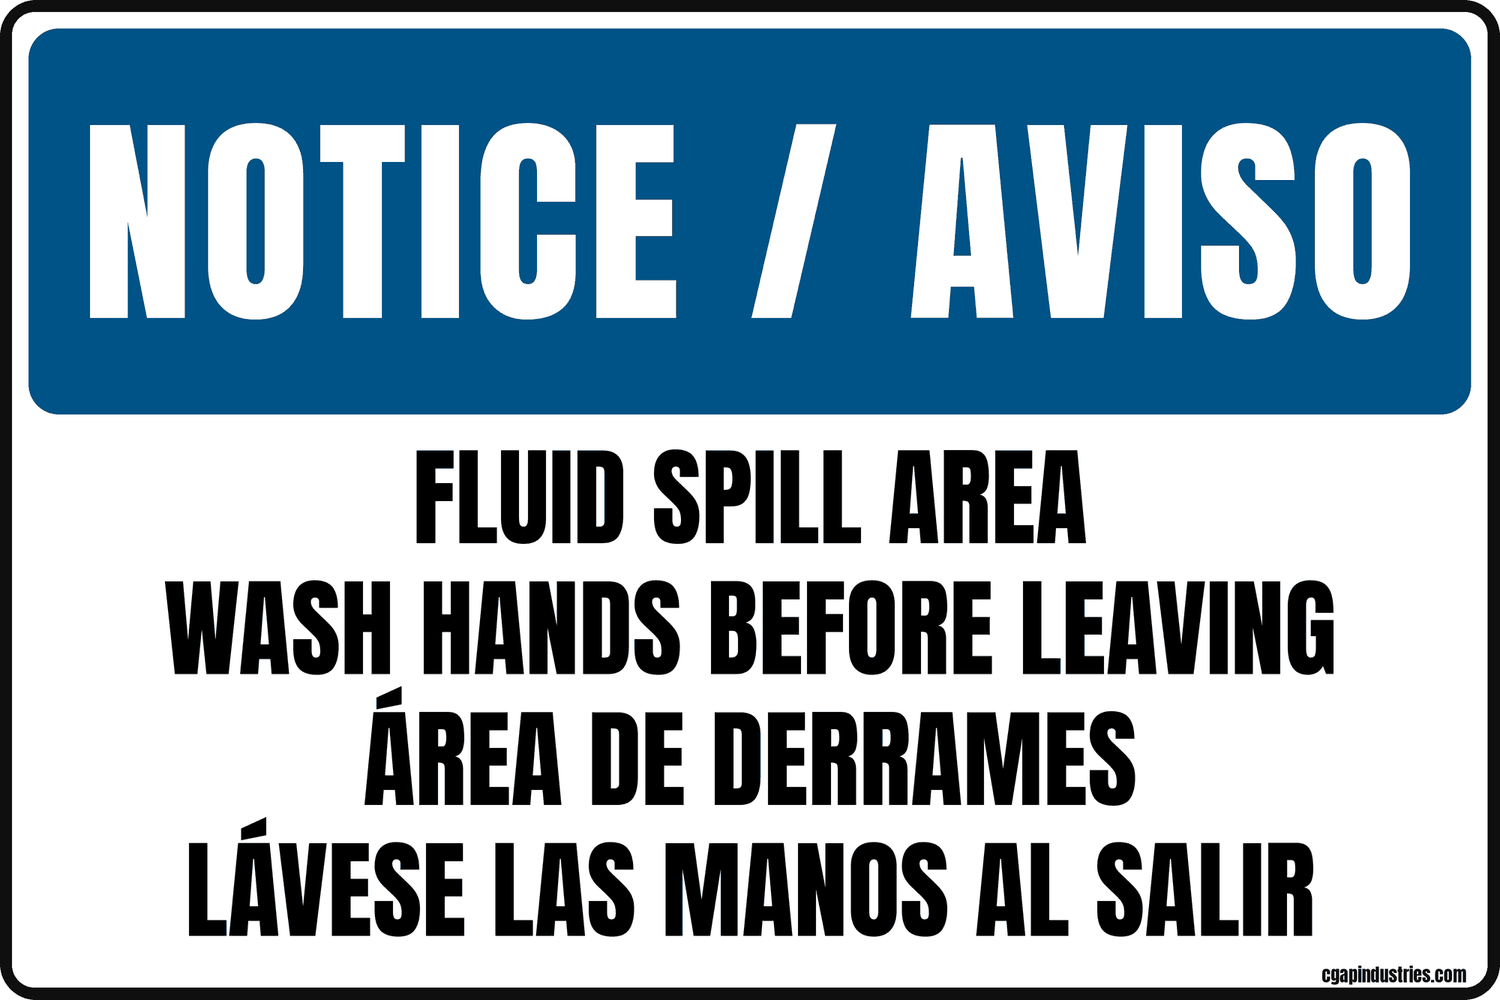 NOTICE / AVISO
FLUID SPILL AREA
WASH HANDS BEFORE LEAVING
ÁREA DE DERRAMES
LÁVESE LAS MANOS AL SALIR
cgapindustries.com